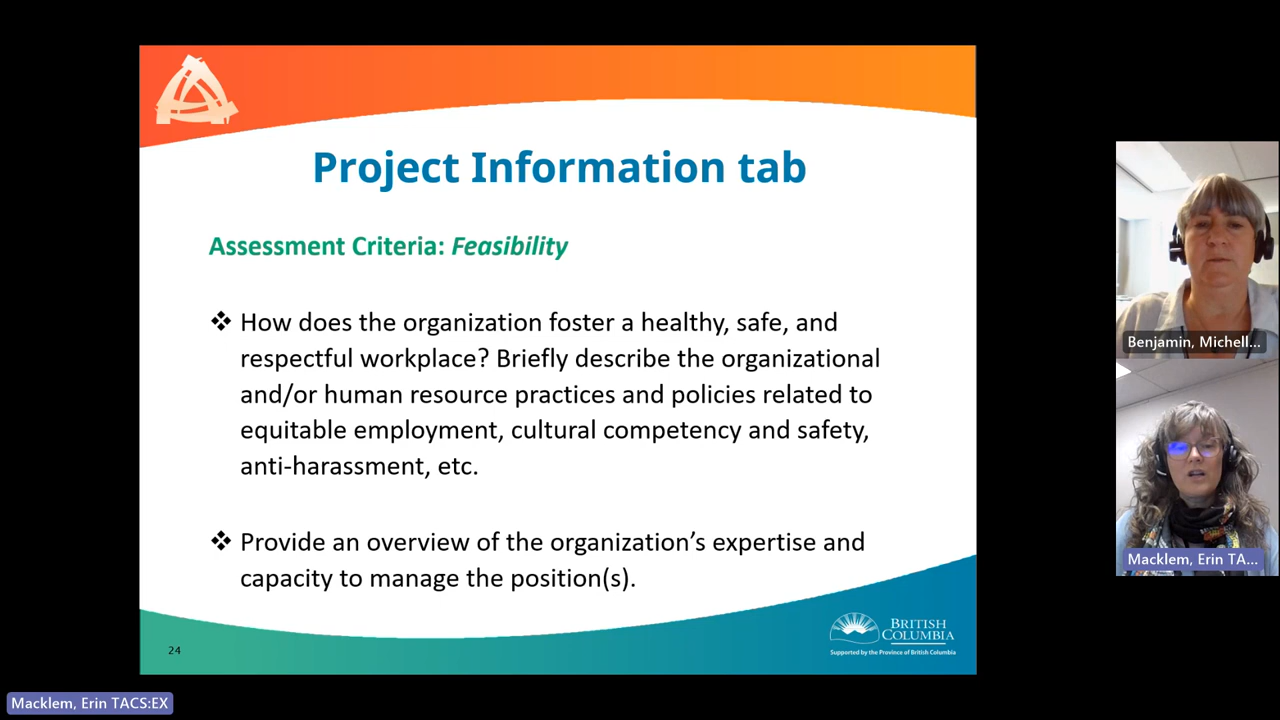 Project Information tab
Assessment Criteria: Feasibility
❖ How does the organization foster a healthy, safe, and
respectful workplace? Briefly describe the organizational
and/or human resource practices and policies related to
equitable employment, cultural competency and safety,
anti-harassment, etc.
❖ Provide an overview of the organization’s expertise and
capacity to manage the position(s).
24
BRITISH
COLUMBIA
Supported by the Province of British Columbia
Benjamin, Michell...
Macklem, Erin TA...
Macklem, Erin TACS:EX